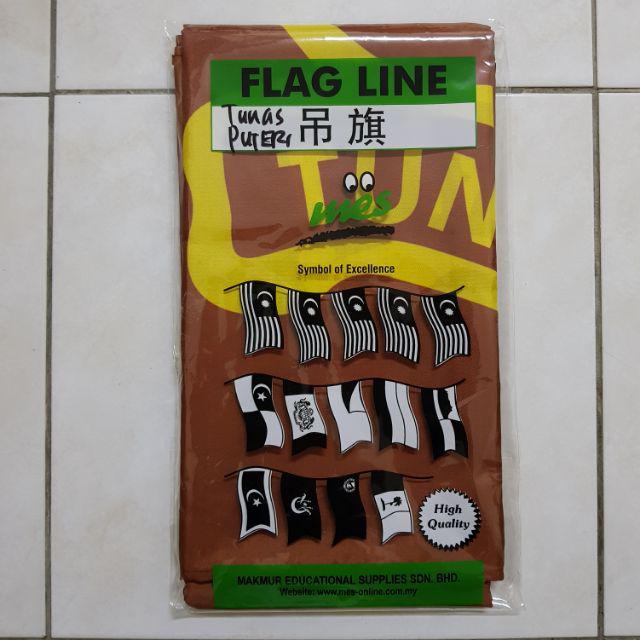 FLAG LINE
Tunas
PUTERI
吊旗
TUN
mes
Symbol of Excellence
High
Quality
MAKMUR EDUCATIONAL SUPPLIES SDN. BHD.
Website: www.mes-online.com.my